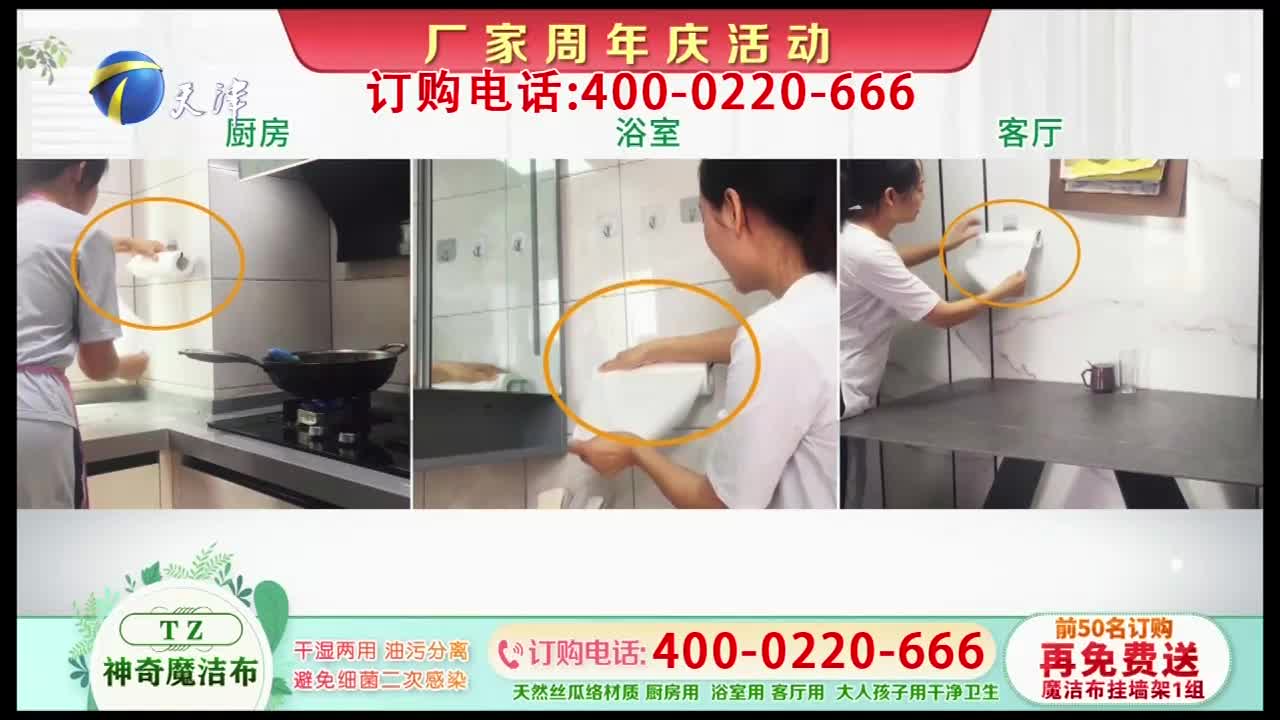 厂家周年庆活动
订购电话:400-0220-666
天津
厨房
浴室
客厅
TZ
神奇魔洁布
干湿两用 油污分离
避免细菌二次感染
订购电话:400-0220-666
天然丝瓜络材质 厨房用 浴室用 客厅用 大人孩子用干净卫生
前50名订购
再免费送
魔洁布挂墙架1组